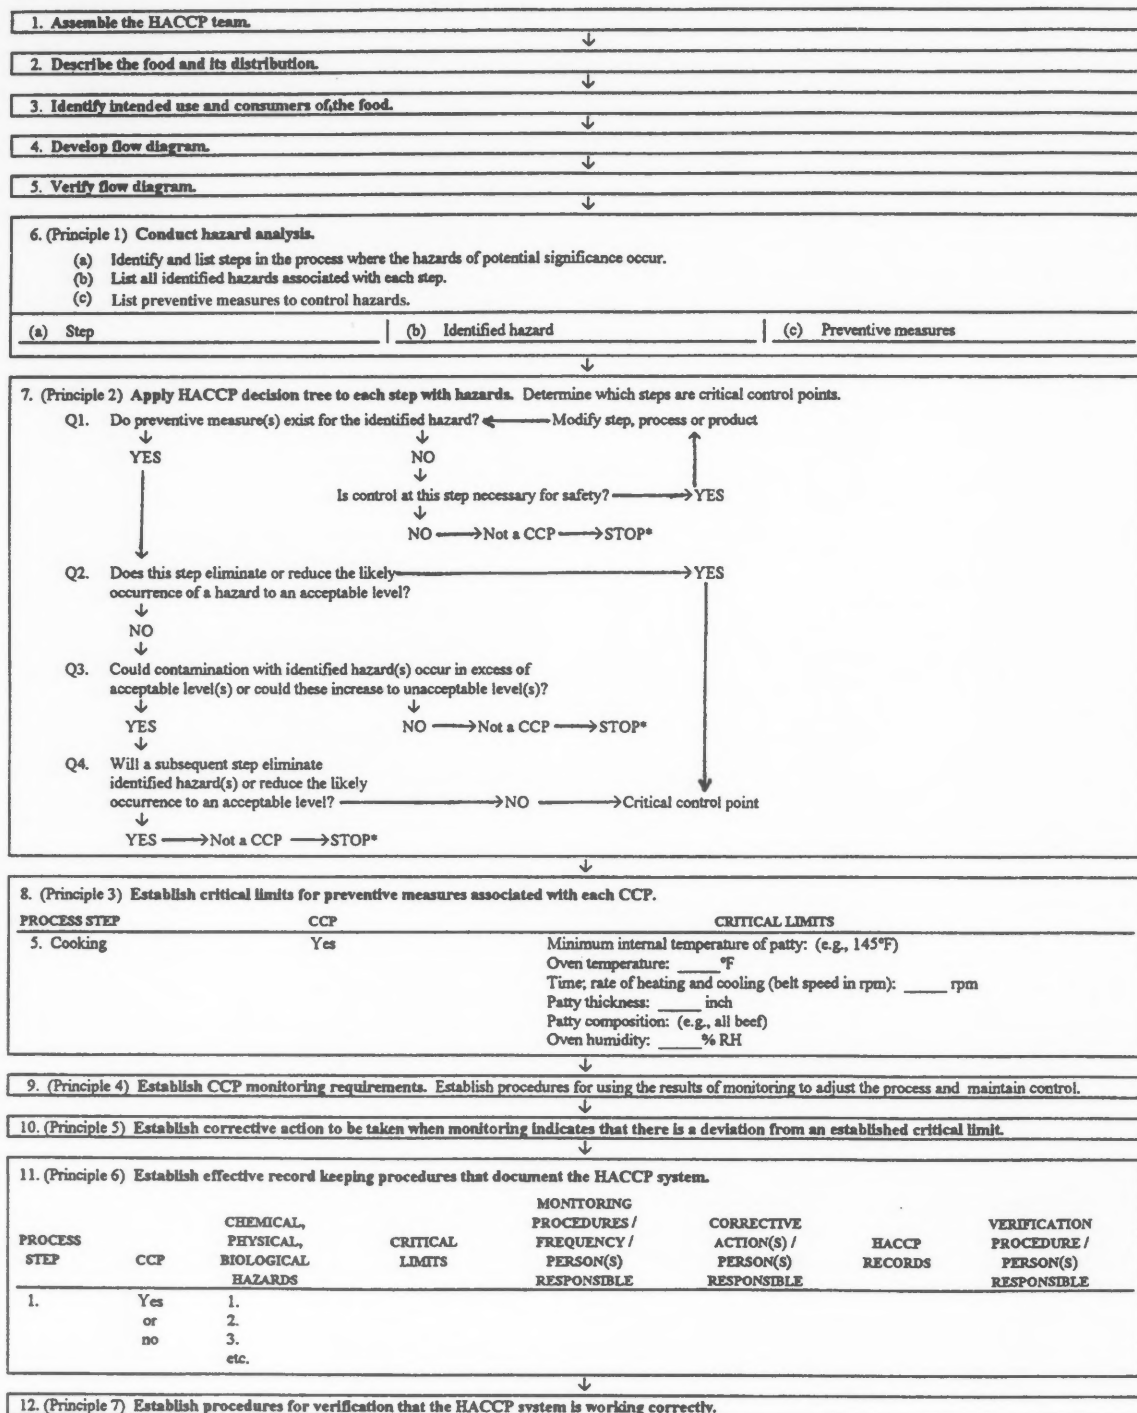 1. Assemble the HACCP team.
2. Describe the food and its distribution.
3. Identify intended use and consumers of,the food.
4. Develop flow diagram.
5. Verify flow diagram.
6. (Principle 1) Conduct hazard analysis.
(a) Identify and list steps in the process where the hazards of potential significance occur.
(b) List all identified hazards associated with each step.
(c) List preventive measures to control hazards.
(a) Step (b) Identified hazard (c) Preventive measures
7. (Principle 2) Apply HACCP decision tree to each step with hazards. Determine which steps are critical control points.
Q1. Do preventive measure(s) exist for the identified hazard? Modify step, process or product
YES NO
Is control at this step necessary for safety? YES
NO Not a CCP STOP*
Q2. Does this step eliminate or reduce the likely YES
occurrence of a hazard to an acceptable level?
NO
Q3. Could contamination with identified hazard(s) occur in excess of
acceptable level(s) or could these increase to unacceptable level(s)?
YES NO Not a CCP STOP*
Q4. Will a subsequent step eliminate
identified hazard(s) or reduce the likely
occurrence to an acceptable level? NO Critical control point
YES Not a CCP STOP*
8. (Principle 3) Establish critical limits for preventive measures associated with each CCP.
PROCESS STEP CCP CRITICAL LIMITS
5. Cooking Yes Minimum internal temperature of patty: (e.g., 145°F)
Oven temperature: _____°F
Time; rate of heating and cooling (belt speed in rpm): _____ rpm
Patty thickness: _____ inch
Patty composition: (e.g., all beef)
Oven humidity: _____% RH
9. (Principle 4) Establish CCP monitoring requirements. Establish procedures for using the results of monitoring to adjust the process and maintain control.
10. (Principle 5) Establish corrective action to be taken when monitoring indicates that there is a deviation from an established critical limit.
11. (Principle 6) Establish effective record keeping procedures that document the HACCP system.
MONITORING
CHEMICAL, PROCEDURES / CORRECTIVE VERIFICATION
PROCESS PHYSICAL, CRITICAL FREQUENCY / ACTION(S) / HACCP PROCEDURE /
STEP CCP BIOLOGICAL LIMITS PERSON(S) PERSON(S) RECORDS PERSON(S)
HAZARDS RESPONSIBLE RESPONSIBLE RESPONSIBLE
1. Yes 1.
or 2.
no 3.
etc.
12. (Principle 7) Establish procedures for verification that the HACCP system is working correctly.